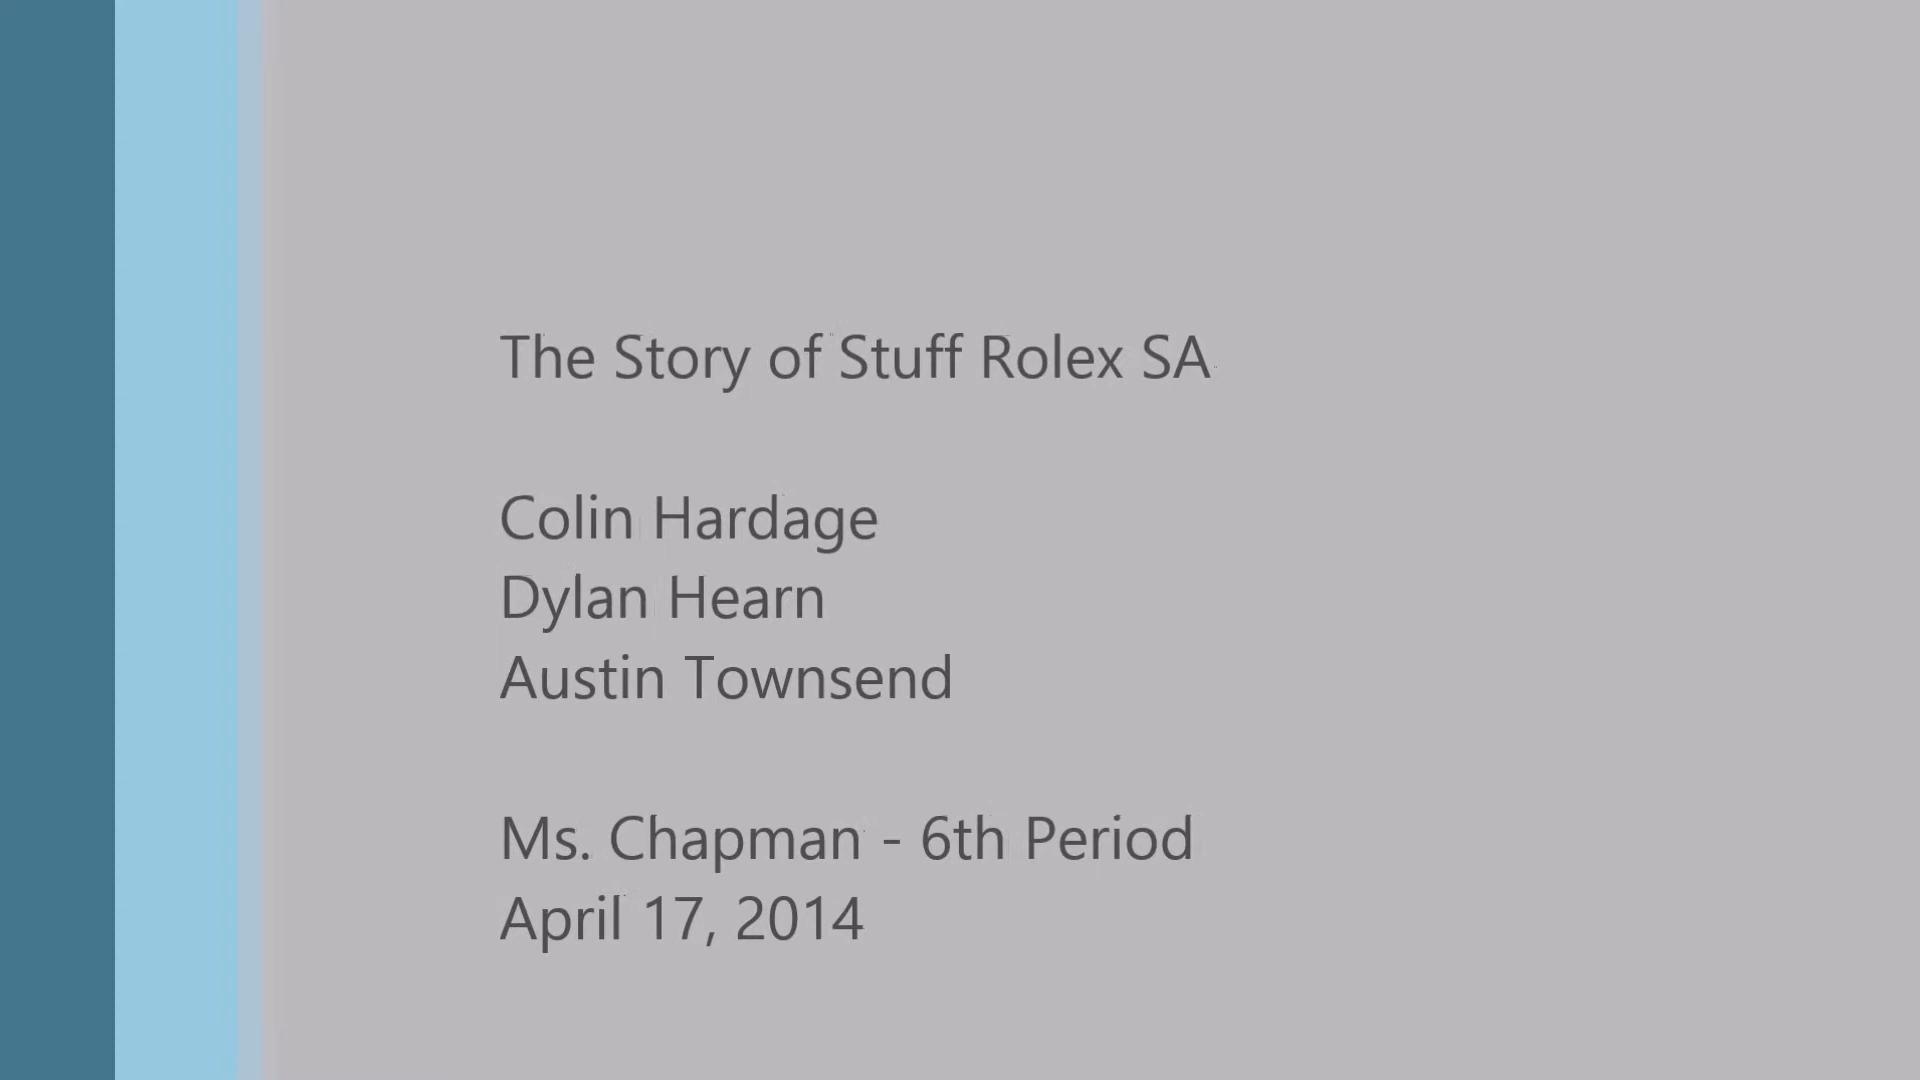 The Story of Stuff Rolex SA
Colin Hardage
Dylan Hearn
Austin Townsend
Ms. Chapman - 6th Period
April 17, 2014